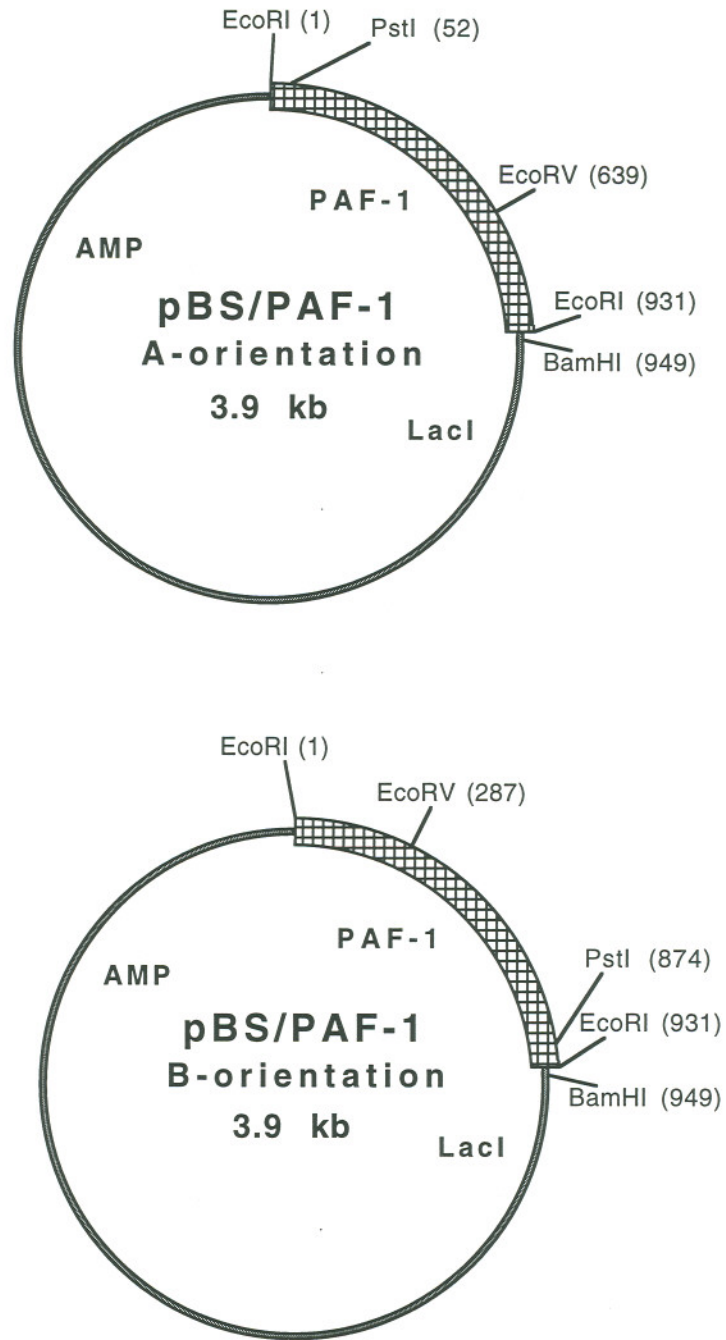 EcoRI (1)
PstI (52)
EcoRV (639)
PAF-1
AMP
pBS/PAF-1
A-orientation
3.9 kb
EcoRI (931)
BamHI (949)
LacI
EcoRI (1)
EcoRV (287)
PAF-1
AMP
PstI (874)
pBS/PAF-1
EcoRI (931)
B-orientation
BamHI (949)
3.9 kb
LacI